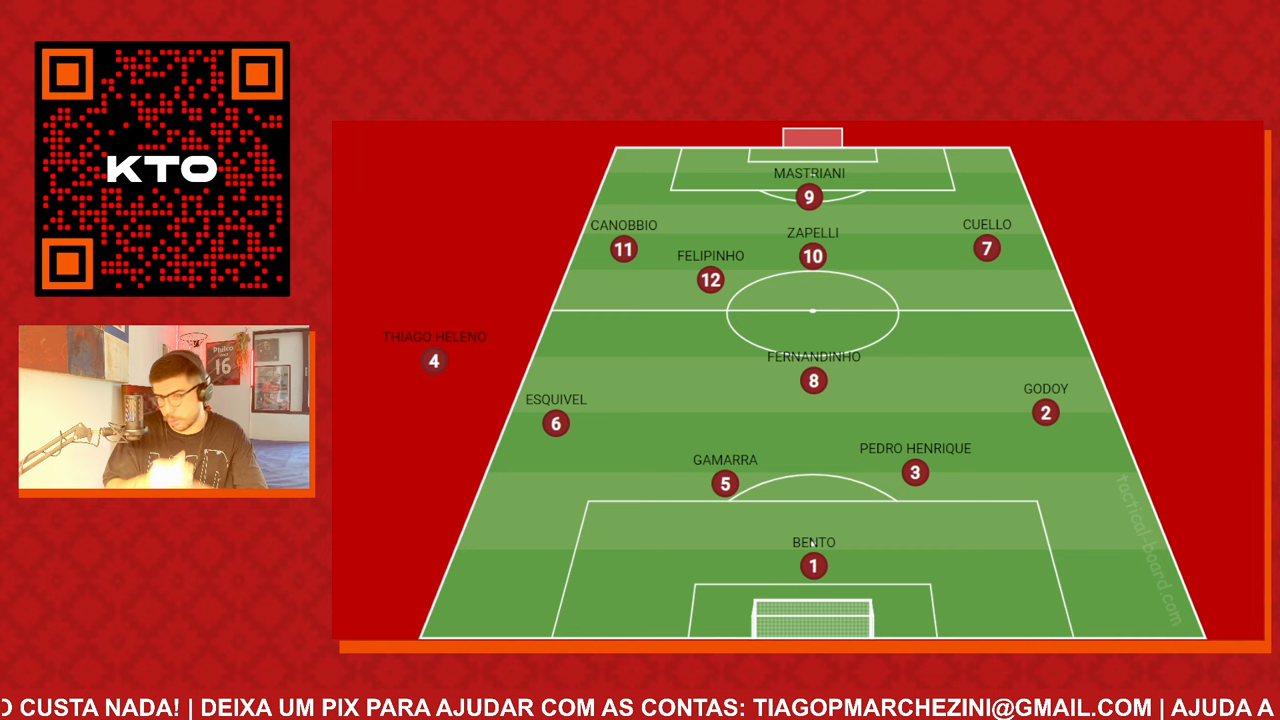 KTO
Philco
16
MASTRIANI
9
CANOBBIO
11
ZAPELLI
10
CUELLO
7
FELIPINHO
12
THIAGO HELENO
4
FERNANDINHO
8
ESQUIVEL
6
GODOY
2
GAMARRA
5
PEDRO HENRIQUE
3
BENTO
1
tactical-board.com
O CUSTA NADA! | DEIXA UM PIX PARA AJUDAR COM AS CONTAS: TIAGOPMARCHEZINI@GMAIL.COM | AJUDA A